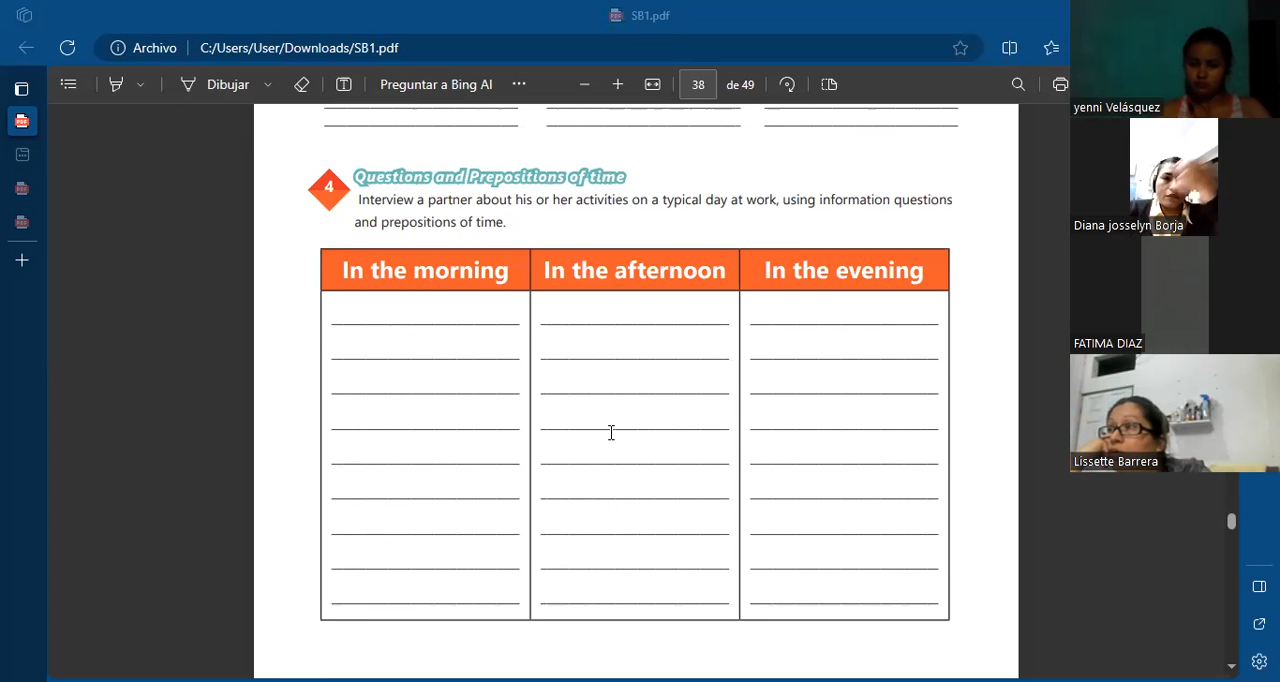 SB1.pdf
Archivo
C:/Users/User/Downloads/SB1.pdf
Dibujar
Preguntar a Bing AI
38
de 49
4
Questions and Prepositions of time
Interview a partner about his or her activities on a typical day at work, using information questions
and prepositions of time.
In the morning
In the afternoon
In the evening
yenni Velásquez
Diana josselyn Borja
FATIMA DIAZ
Lissette Barrera